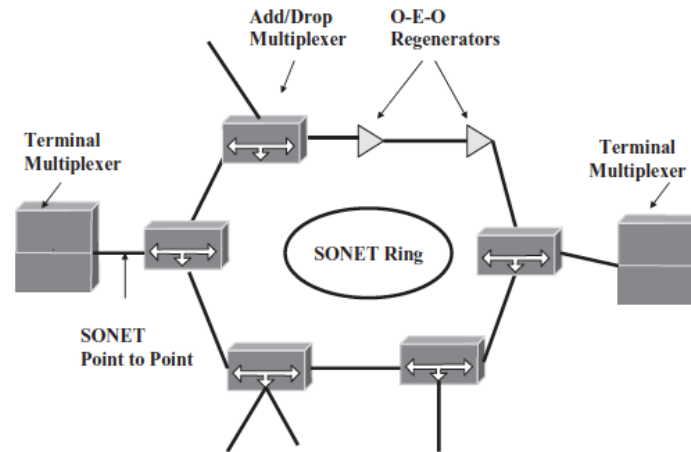 Add/Drop
Multiplexer
O-E-O
Regenerators
Terminal
Multiplexer
Terminal
Multiplexer
SONET Ring
SONET
Point to Point